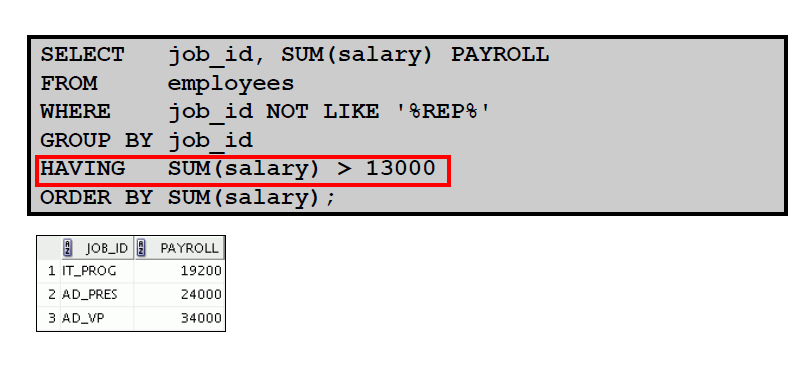 SELECT job_id, SUM(salary) PAYROLL
FROM employees
WHERE job_id NOT LIKE '%REP%'
GROUP BY job_id
HAVING SUM(salary) > 13000
ORDER BY SUM(salary);
JOB_ID PAYROLL
1 IT_PROG 19200
2 AD_PRES 24000
3 AD_VP 34000